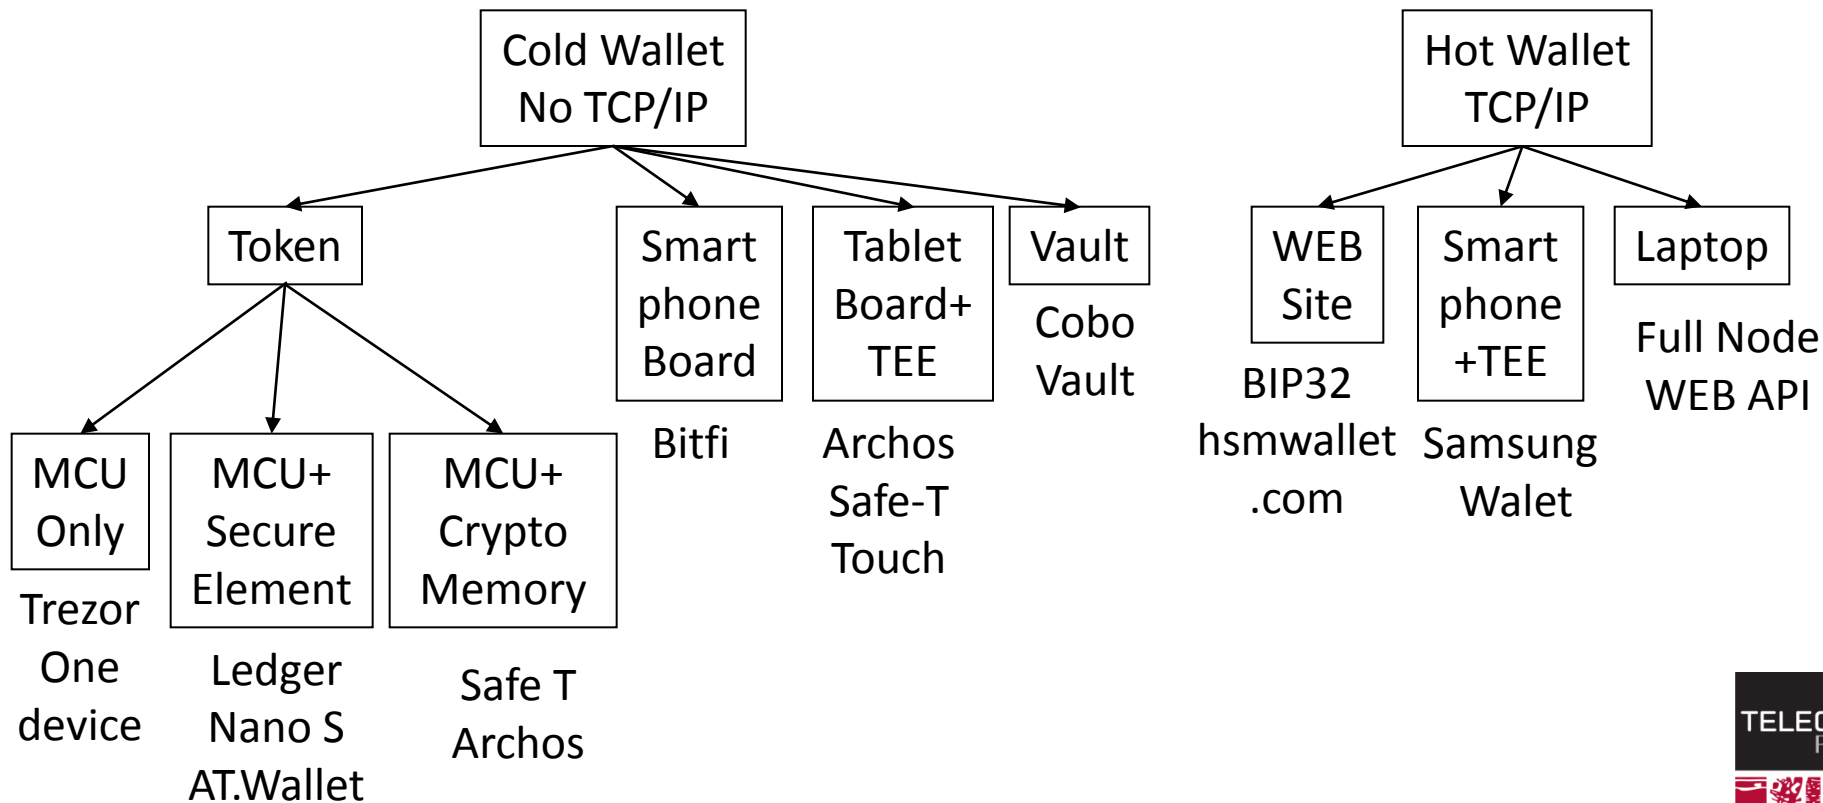 Cold Wallet
No TCP/IP
Hot Wallet
TCP/IP
Token
Smart
phone
Board
Tablet
Board+
TEE
Vault
WEB
Site
Smart
phone
+TEE
Laptop
Cobo
Vault
Full Node
WEB API
BIP32
hsmwallet
.com
Samsung
Walet
Bitfi
Archos
Safe-T
Touch
MCU
Only
MCU+
Secure
Element
MCU+
Crypto
Memory
Trezor
One
device
Ledger
Nano S
AT.Wallet
Safe T
Archos